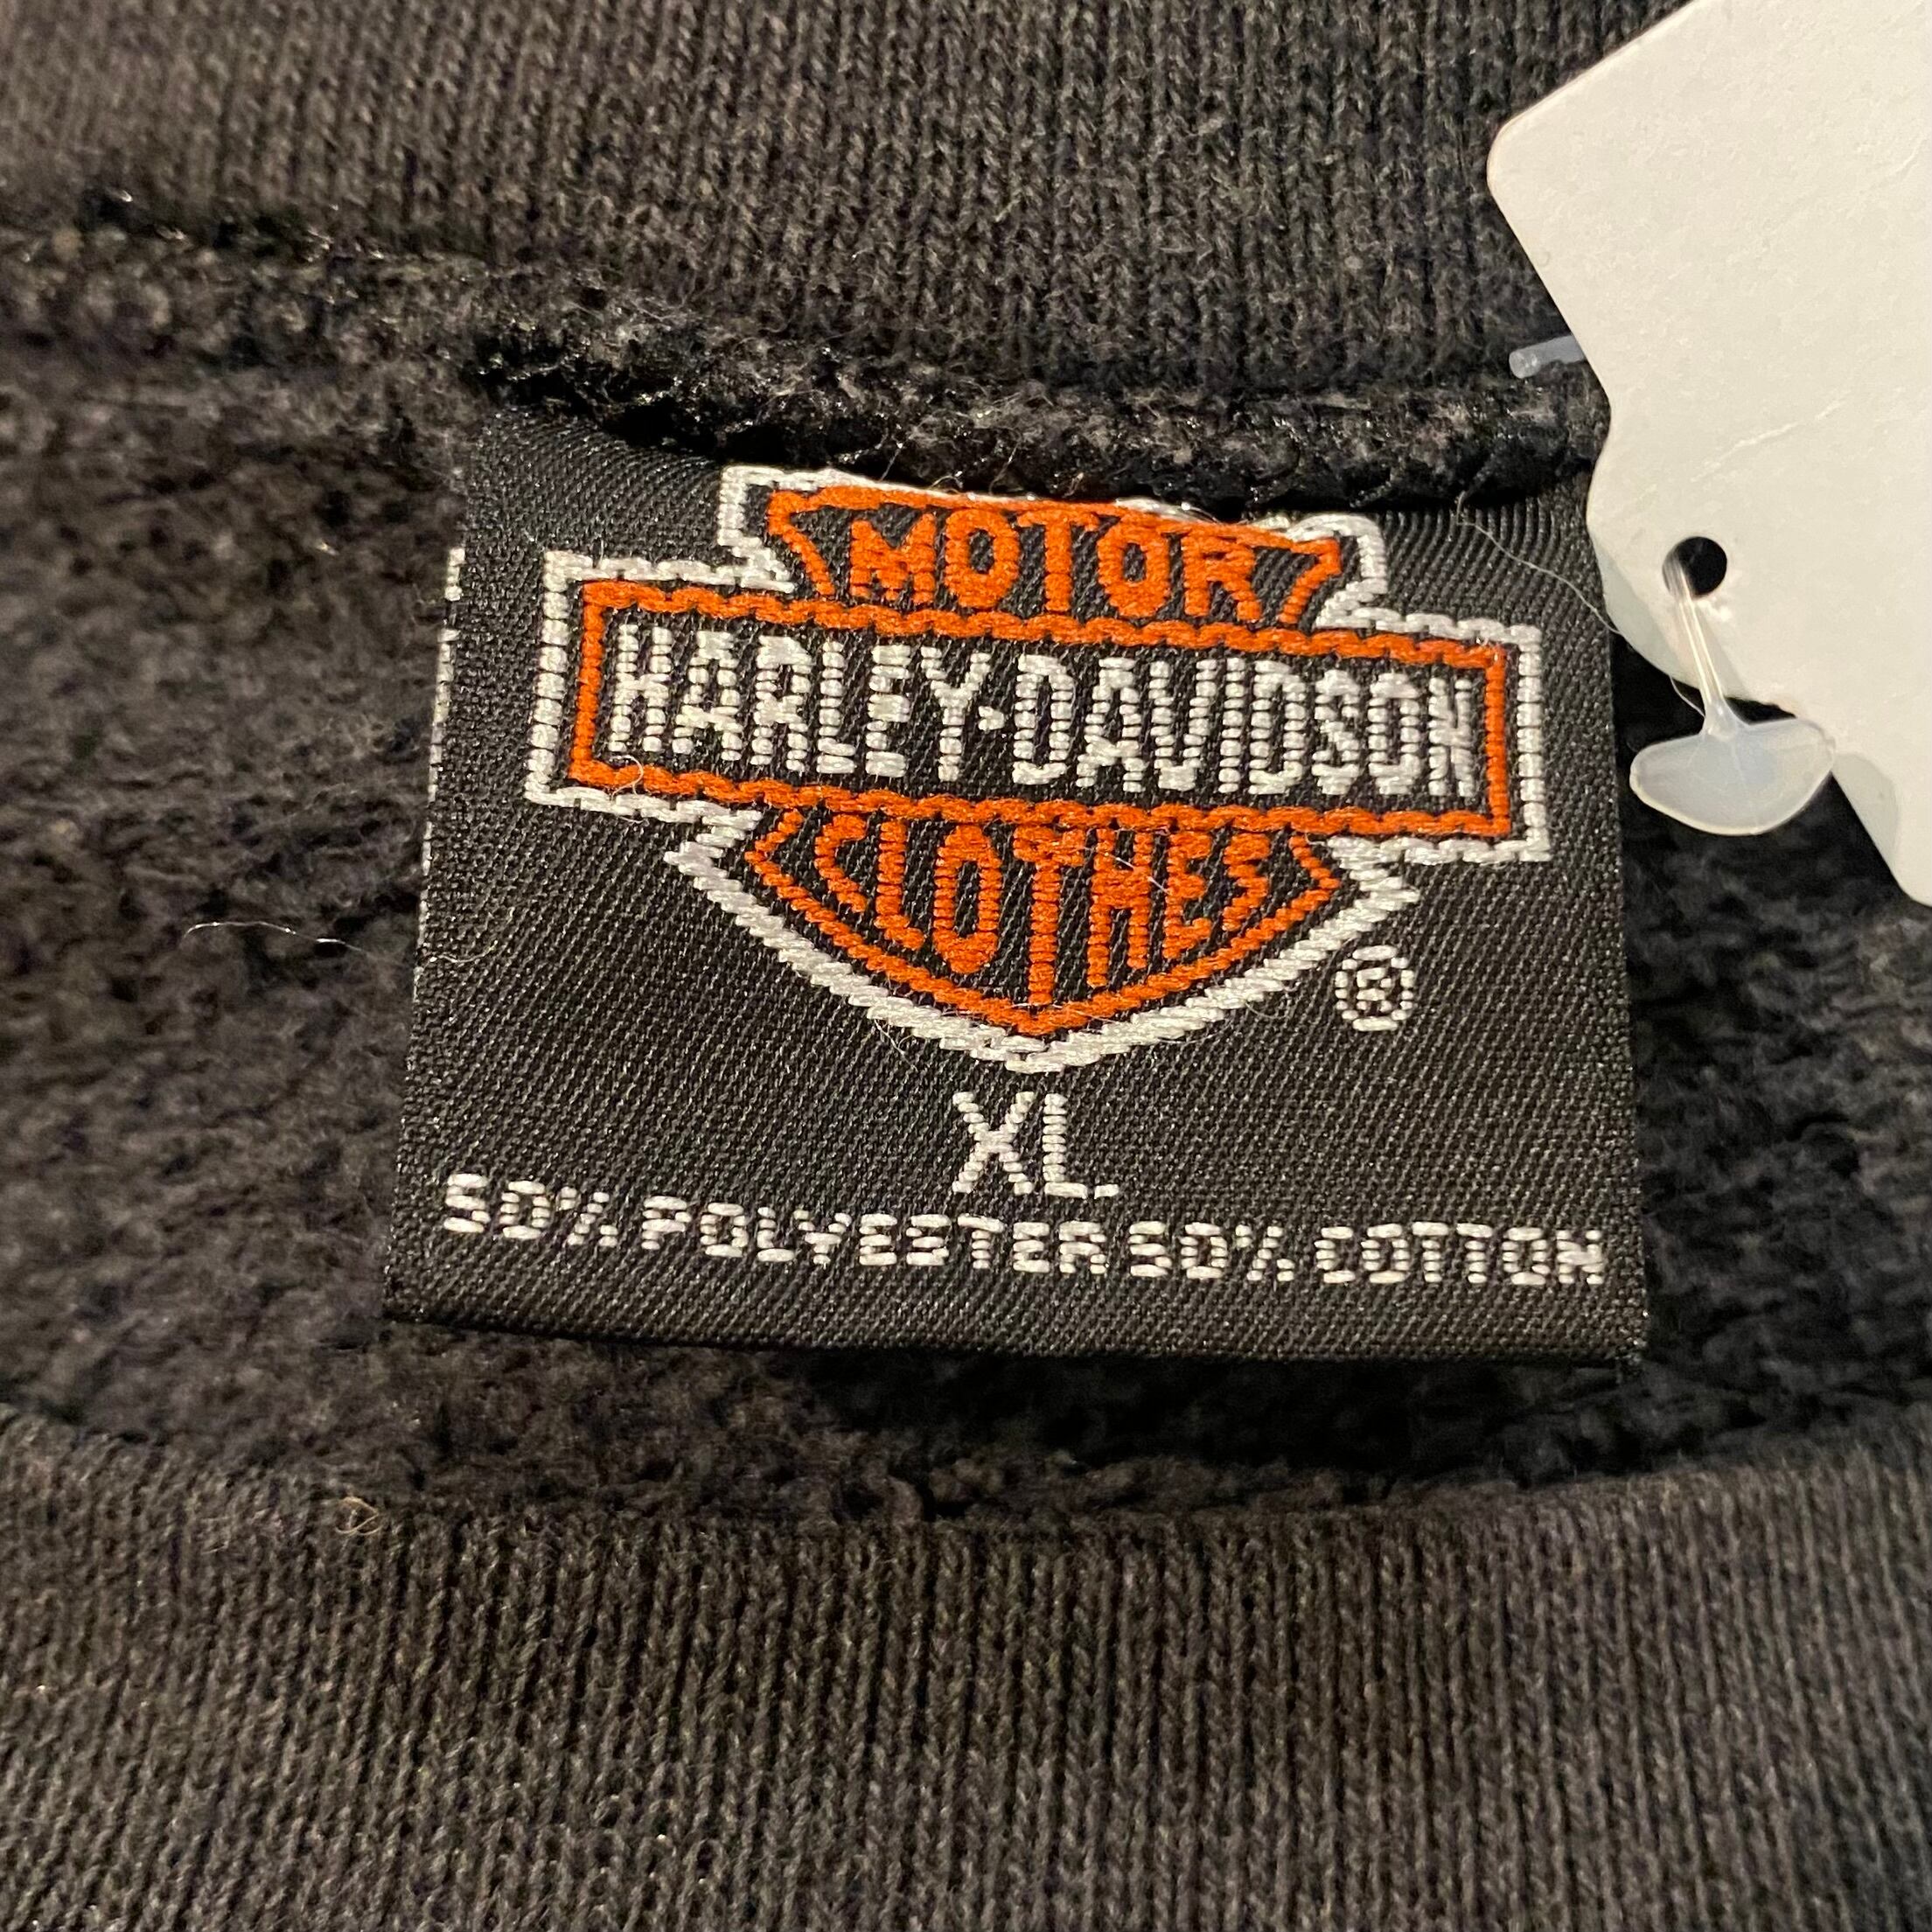 MOTOR
HARLEY-DAVIDSON
CLOTHES
®
XL
50% POLYESTER 50% COTTON